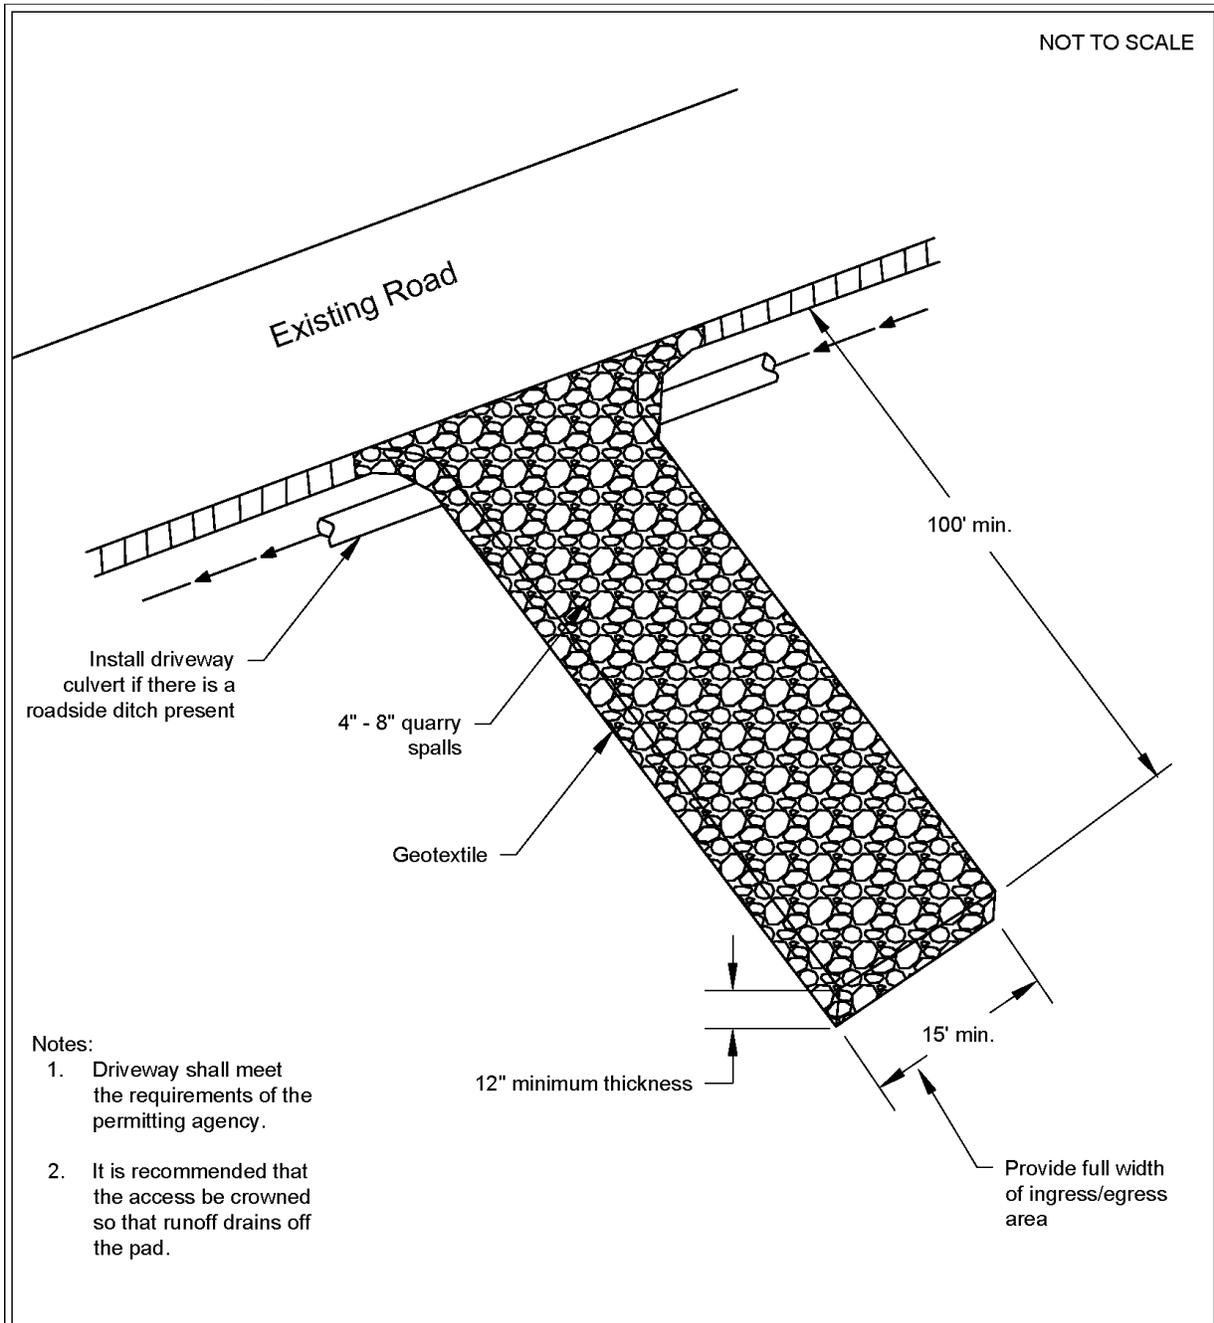 NOT TO SCALE
Existing Road
100' min.
Install driveway
culvert if there is a
roadside ditch present
4" - 8" quarry
spalls
Geotextile
15' min.
12" minimum thickness
Notes:
1. Driveway shall meet
the requirements of the
permitting agency.
2. It is recommended that
the access be crowned
so that runoff drains off
the pad.
Provide full width
of ingress/egress
area